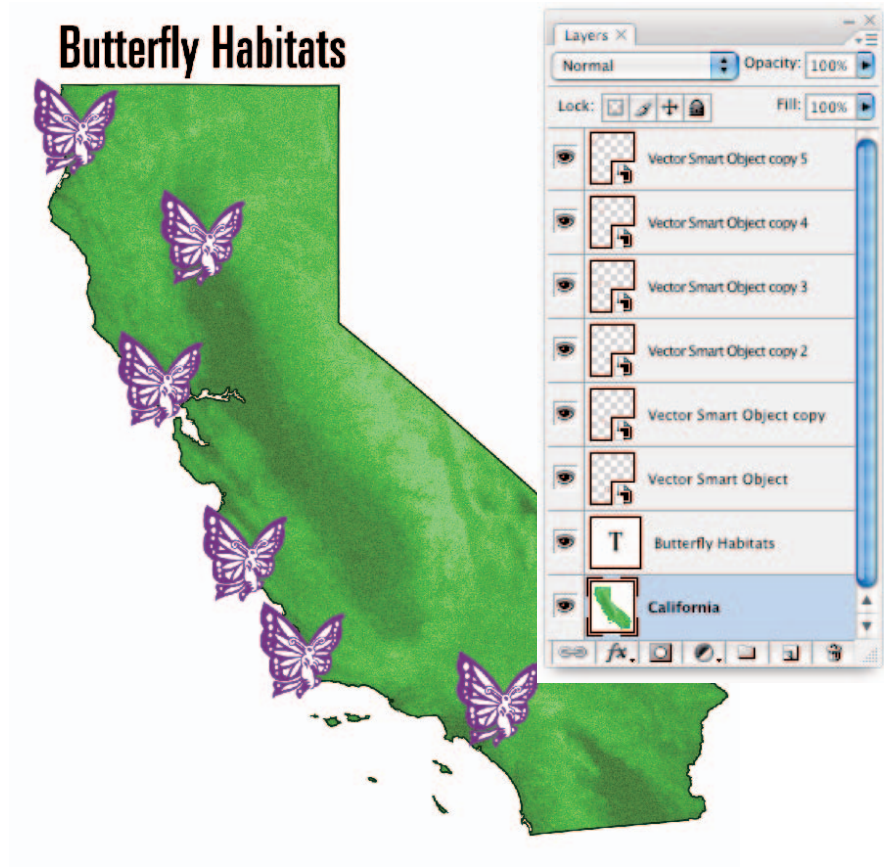 Butterfly Habitats
Layers
Normal
Opacity: 100%
Lock:
Fill: 100%
Vector Smart Object copy 5
Vector Smart Object copy 4
Vector Smart Object copy 3
Vector Smart Object copy 2
Vector Smart Object copy
Vector Smart Object
T Butterfly Habitats
California
fx